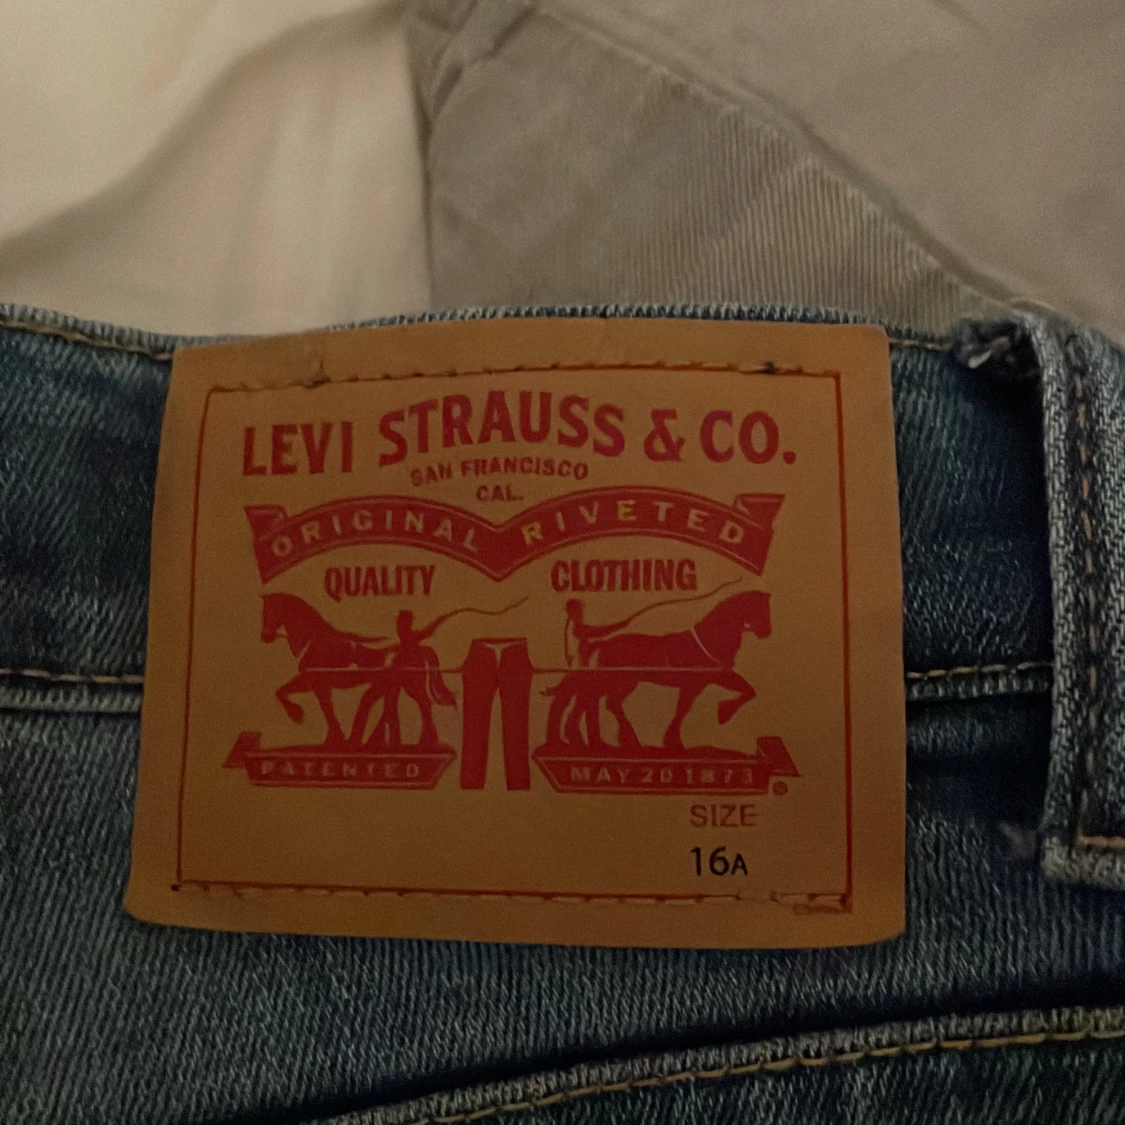 LEVI STRAUSS & CO.
SAN FRANCISCO
CAL.
ORIGINAL RIVETED
QUALITY CLOTHING
PATENTED MAY 20 1873
SIZE
16A